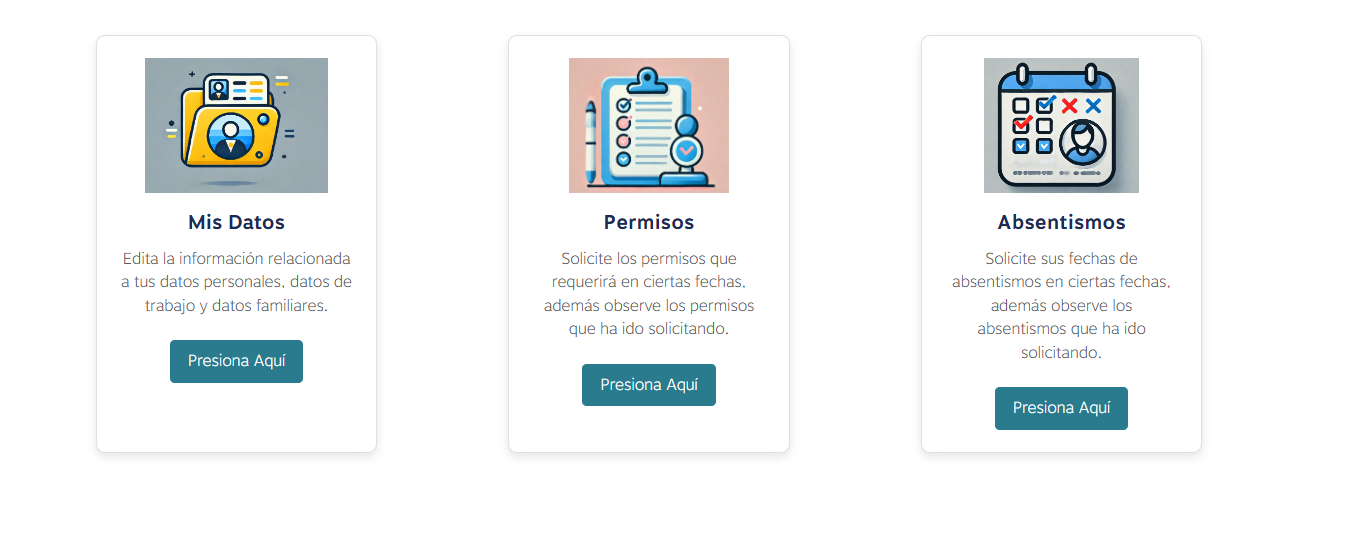 Mis Datos
Edita la información relacionada
a tus datos personales, datos de
trabajo y datos familiares.
Presiona Aquí
Permisos
Solicite los permisos que
requerirá en ciertas fechas,
además observe los permisos
que ha ido solicitando.
Presiona Aquí
Absentismos
Solicite sus fechas de
absentismos en ciertas fechas,
además observe los
absentismos que ha ido
solicitando.
Presiona Aquí